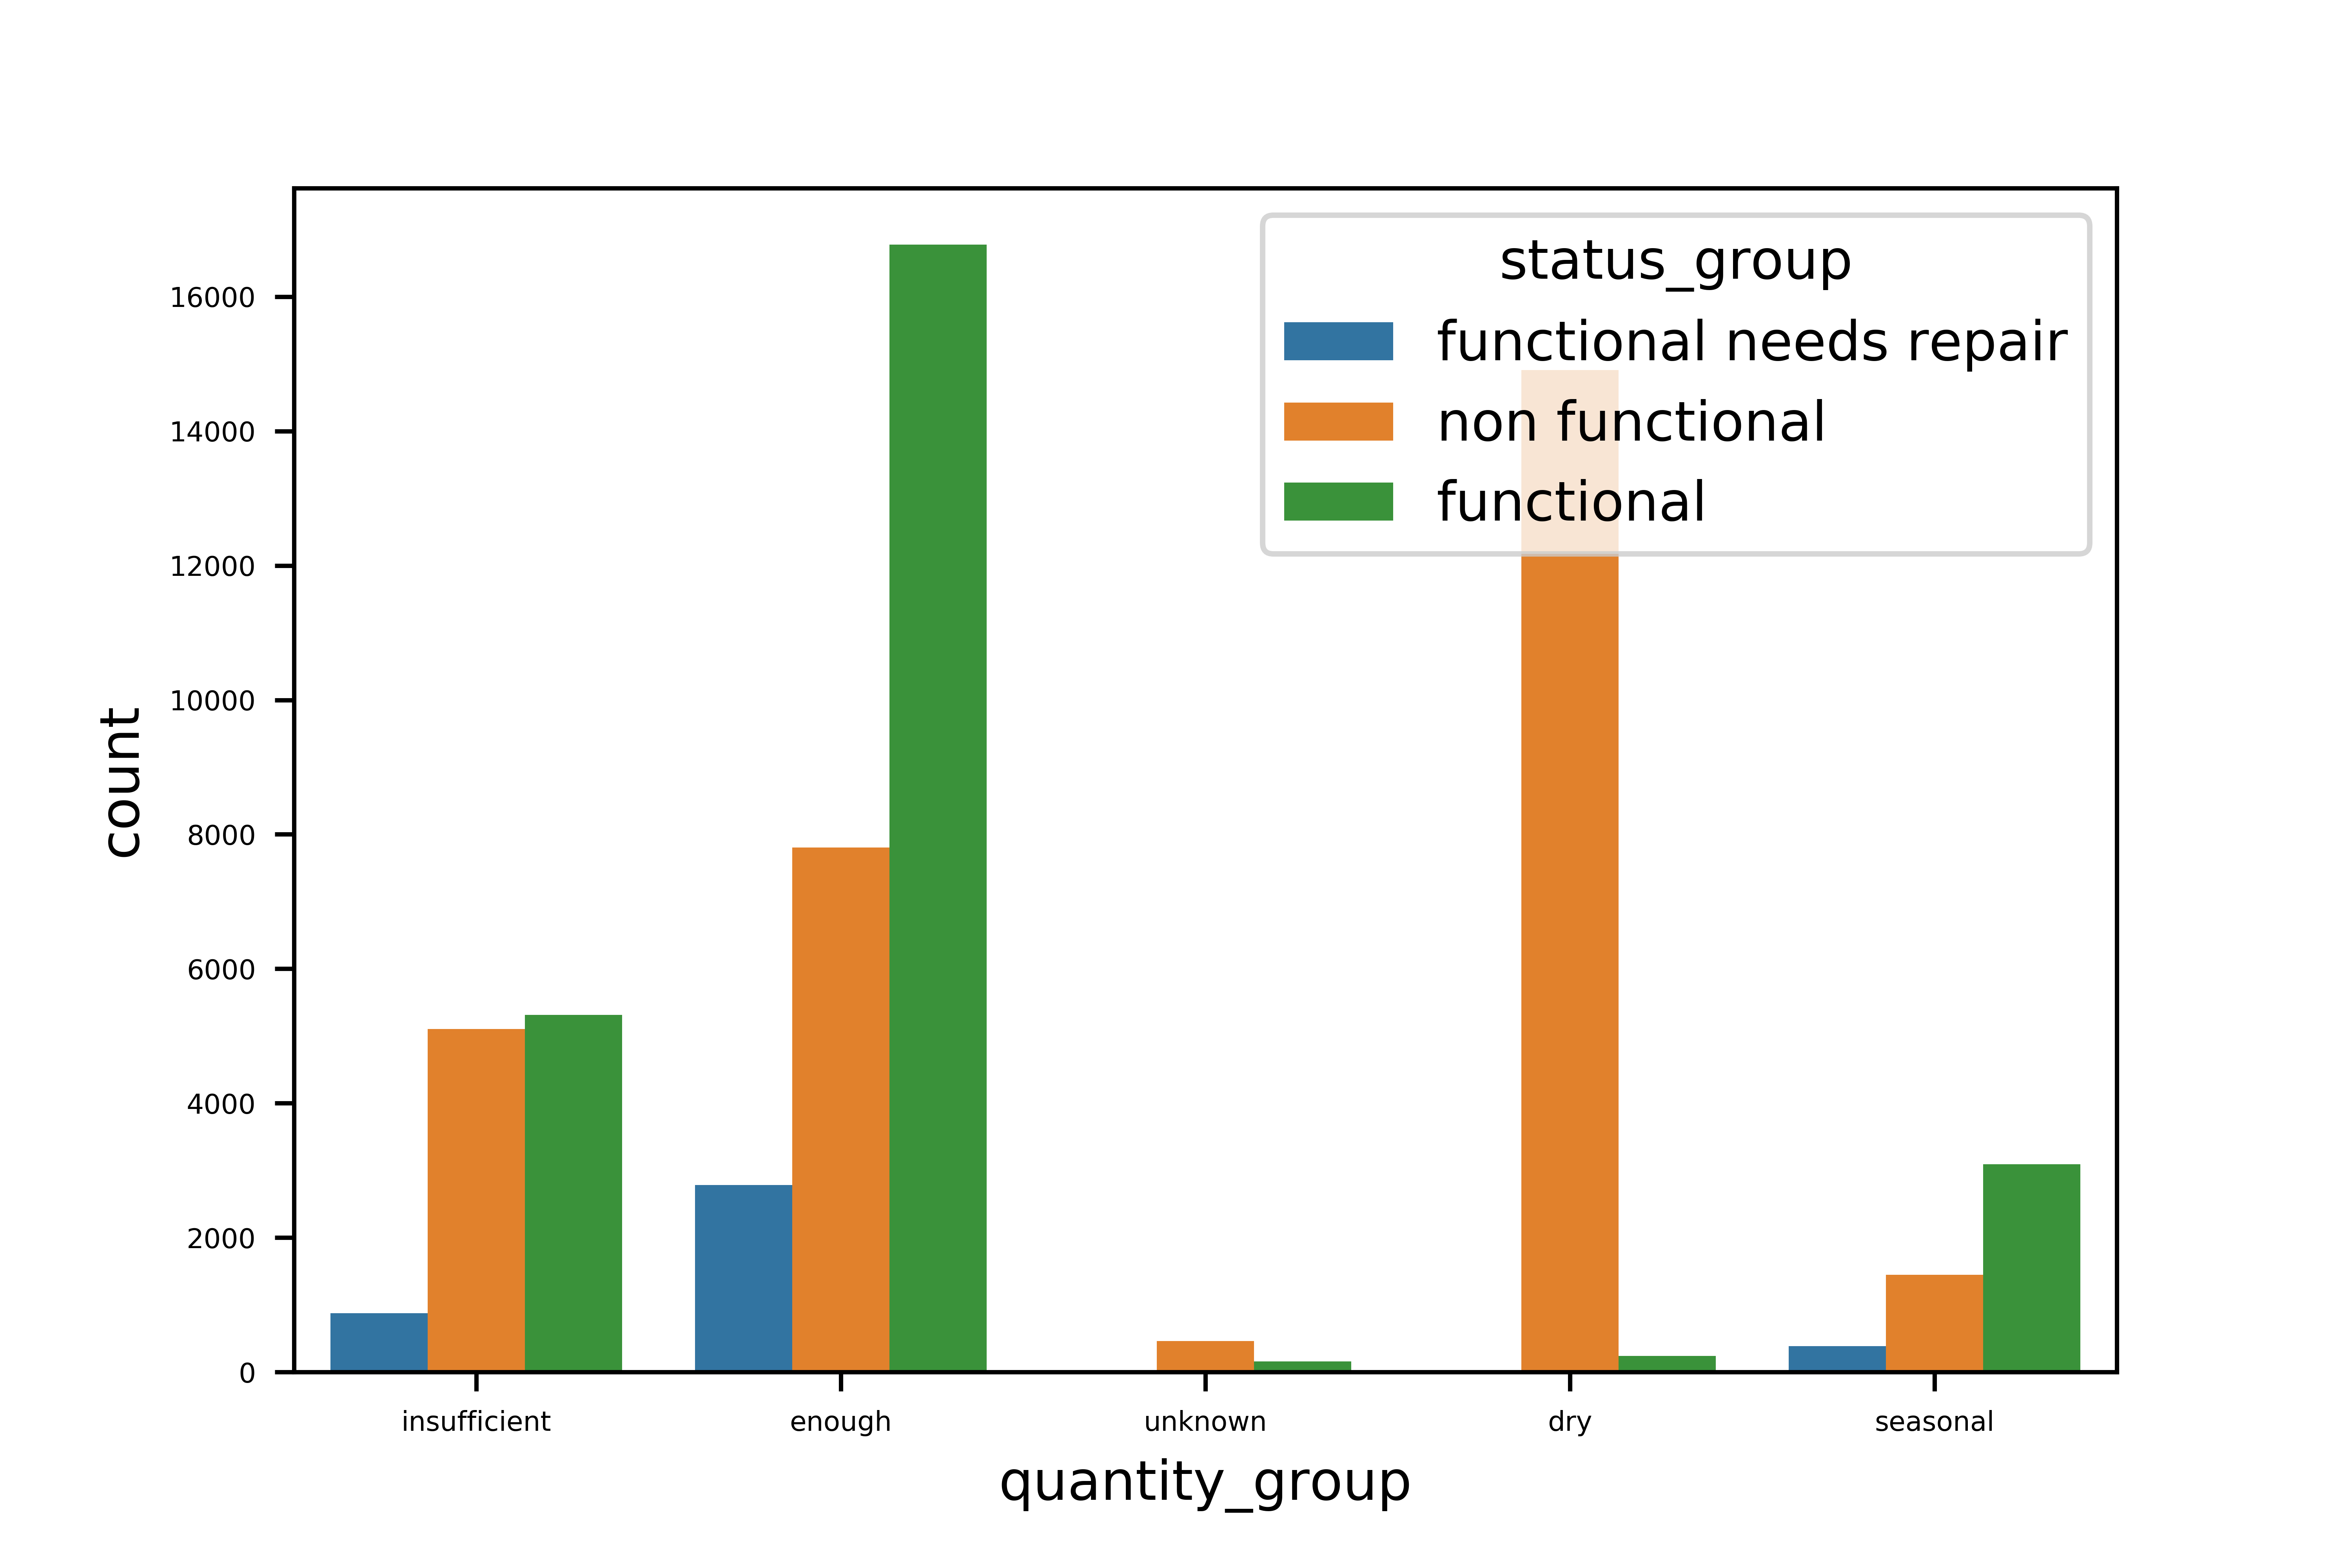 status_group
functional needs repair
non functional
functional
16000
14000
12000
10000
8000
6000
4000
2000
0
count
insufficient enough unknown dry seasonal
quantity_group